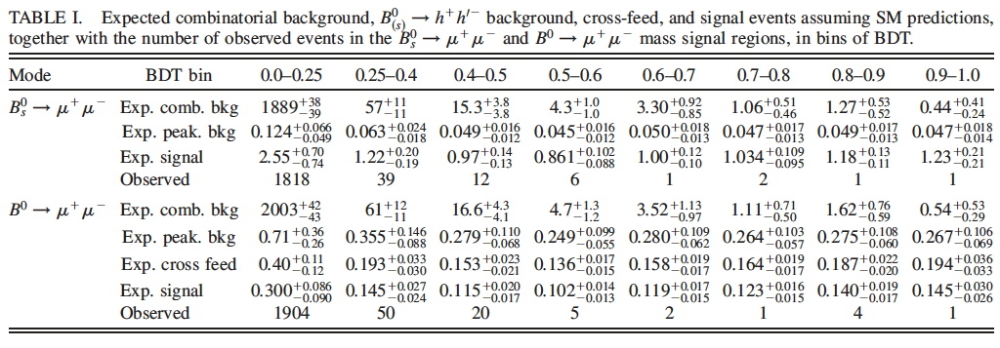 TABLE I. Expected combinatorial background, B⁰₍ₛ₎ → h⁺h′⁻ background, cross-feed, and signal events assuming SM predictions,
together with the number of observed events in the B⁰ₛ → μ⁺μ⁻ and B⁰ → μ⁺μ⁻ mass signal regions, in bins of BDT.
Mode BDT bin 0.0–0.25 0.25–0.4 0.4–0.5 0.5–0.6 0.6–0.7 0.7–0.8 0.8–0.9 0.9–1.0
B⁰ₛ → μ⁺μ⁻ Exp. comb. bkg 1889⁺³⁸₋₃₉ 57⁺¹¹₋₁₁ 15.3⁺³·⁸₋₃.₈ 4.3⁺¹·⁰₋₁.₀ 3.30⁺⁰·⁹²₋₀.₈₅ 1.06⁺⁰·⁵¹₋₀.₄₆ 1.27⁺⁰·⁵³₋₀.₅₂ 0.44⁺⁰·⁴¹₋₀.₂₄
Exp. peak. bkg 0.124⁺⁰·⁰⁶⁶₋₀.₀₄₉ 0.063⁺⁰·⁰²⁴₋₀.₀₁₈ 0.049⁺⁰·⁰¹⁶₋₀.₀₁₂ 0.045⁺⁰·⁰¹⁶₋₀.₀₁₂ 0.050⁺⁰·⁰¹⁸₋₀.₀₁₃ 0.047⁺⁰·⁰¹⁷₋₀.₀₁₃ 0.049⁺⁰·⁰¹⁷₋₀.₀₁₃ 0.047⁺⁰·⁰¹⁸₋₀.₀₁₄
Exp. signal 2.55⁺⁰·⁷⁰₋₀.₇₄ 1.22⁺⁰·²⁰₋₀.₁₉ 0.97⁺⁰·¹⁴₋₀.₁₃ 0.861⁺⁰·¹⁰²₋₀.₀₈₈ 1.00⁺⁰·¹²₋₀.₁₀ 1.034⁺⁰·¹⁰⁹₋₀.₀₉₅ 1.18⁺⁰·¹³₋₀.₁₁ 1.23⁺⁰·²¹₋₀.₂₁
Observed 1818 39 12 6 1 2 1 1
B⁰ → μ⁺μ⁻ Exp. comb. bkg 2003⁺⁴²₋₄₃ 61⁺¹²₋₁₁ 16.6⁺⁴·³₋₄.₁ 4.7⁺¹·³₋₁.₂ 3.52⁺¹·¹³₋₀.₉₇ 1.11⁺⁰·⁷¹₋₀.₅₀ 1.62⁺⁰·⁷⁶₋₀.₅₉ 0.54⁺⁰·⁵³₋₀.₂₉
Exp. peak. bkg 0.71⁺⁰·³⁶₋₀.₂₆ 0.355⁺⁰·¹⁴⁶₋₀.₀₈₈ 0.279⁺⁰·¹¹⁰₋₀.₀₆₈ 0.249⁺⁰·⁰⁹⁹₋₀.₀₅₅ 0.280⁺⁰·¹⁰⁹₋₀.₀₆₂ 0.264⁺⁰·¹⁰³₋₀.₀₅₇ 0.275⁺⁰·¹⁰⁸₋₀.₀₆₀ 0.267⁺⁰·¹⁰⁶₋₀.₀₆₉
Exp. cross feed 0.40⁺⁰·¹¹₋₀.₁₂ 0.193⁺⁰·⁰³³₋₀.₀₃₀ 0.153⁺⁰·⁰²³₋₀.₀₂₁ 0.136⁺⁰·⁰¹⁷₋₀.₀₁₅ 0.158⁺⁰·⁰¹⁹₋₀.₀₁₇ 0.164⁺⁰·⁰¹⁹₋₀.₀₁₇ 0.187⁺⁰·⁰²²₋₀.₀₂₀ 0.194⁺⁰·⁰³⁶₋₀.₀₃₃
Exp. signal 0.300⁺⁰·⁰⁸⁶₋₀.₀₉₀ 0.145⁺⁰·⁰²⁷₋₀.₀₂₄ 0.115⁺⁰·⁰²⁰₋₀.₀₁₇ 0.102⁺⁰·⁰¹⁴₋₀.₀₁₃ 0.119⁺⁰·⁰¹⁷₋₀.₀₁₅ 0.123⁺⁰·⁰¹⁶₋₀.₀₁₅ 0.140⁺⁰·⁰¹⁹₋₀.₀₁₇ 0.145⁺⁰·⁰³⁰₋₀.₀₂₆
Observed 1904 50 20 5 2 1 4 1